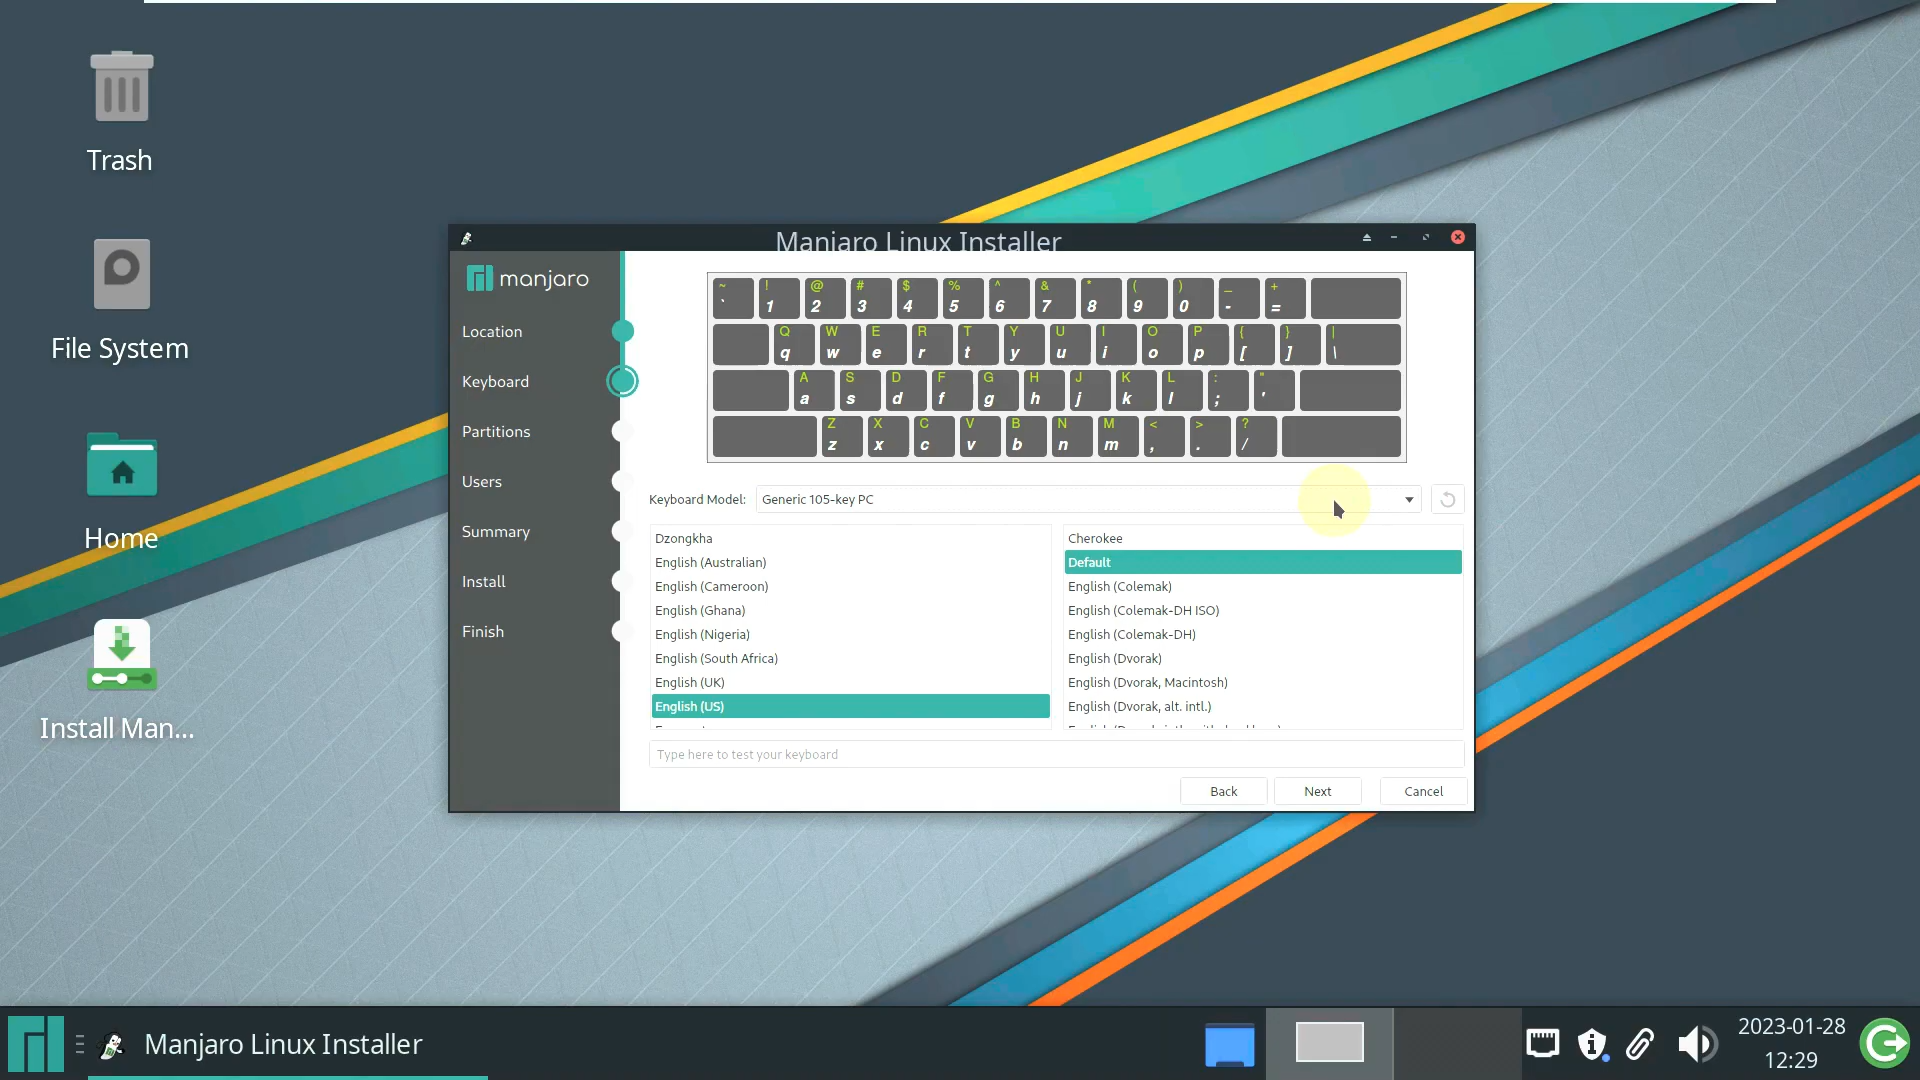 Trash
File System
Home
Install Man...
Manjaro Linux Installer
manjaro
Location
Keyboard
Partitions
Users
Summary
Install
Finish
~ ! @ # $ % ^ & * ( ) _ +
` 1 2 3 4 5 6 7 8 9 0 - =
Q W E R T Y U I O P { } |
q w e r t y u i o p [ ] \
A S D F G H J K L : "
a s d f g h j k l ; '
Z X C V B N M < > ?
z x c v b n m , . /
Keyboard Model: Generic 105-key PC
Dzongkha
English (Australian)
English (Cameroon)
English (Ghana)
English (Nigeria)
English (South Africa)
English (UK)
English (US)
Cherokee
Default
English (Colemak)
English (Colemak-DH ISO)
English (Colemak-DH)
English (Dvorak)
English (Dvorak, Macintosh)
English (Dvorak, alt. intl.)
Type here to test your keyboard
Back Next Cancel
Manjaro Linux Installer
2023-01-28
12:29